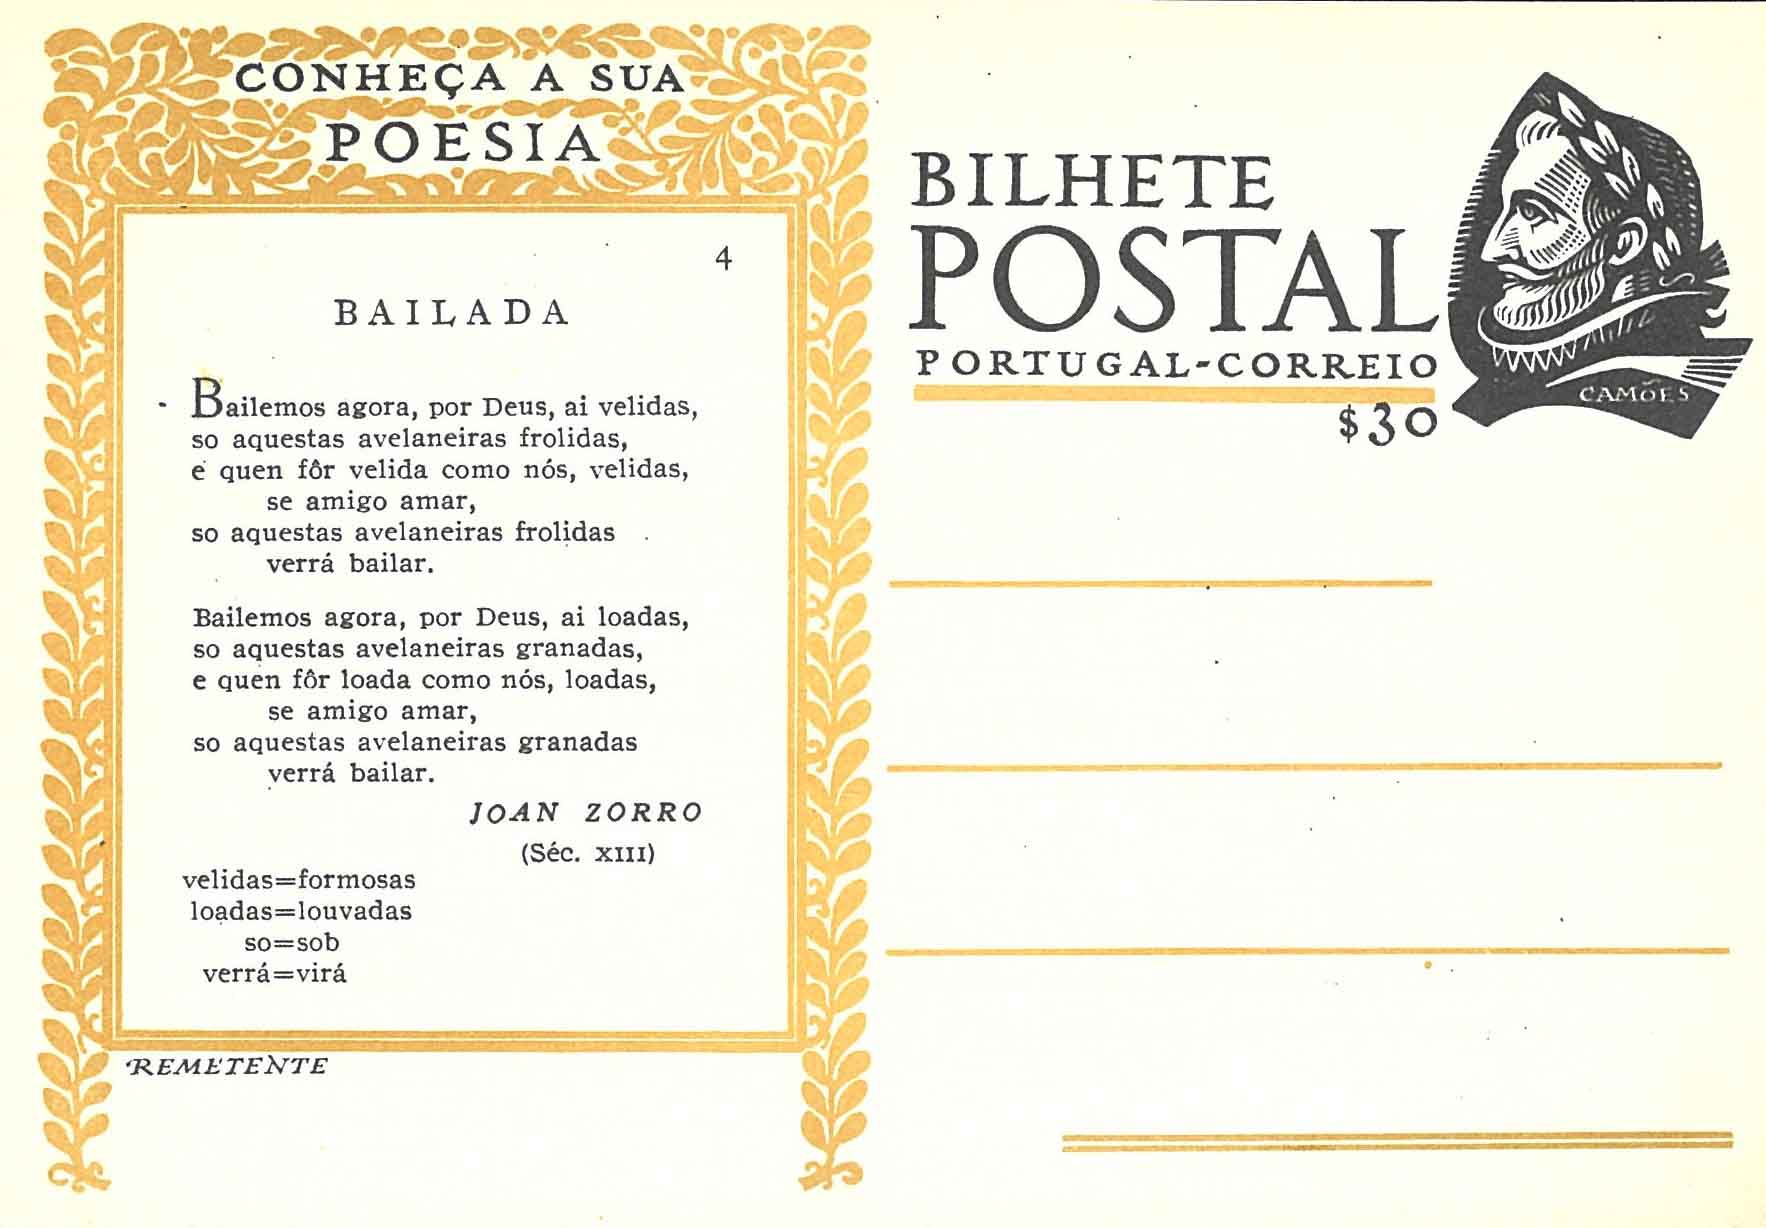 CONHEÇA A SUA
POESIA
4
BAILADA
Bailemos agora, por Deus, ai velidas,
so aquestas avelaneiras frolidas,
e quen fôr velida como nós, velidas,
se amigo amar,
so aquestas avelaneiras frolidas
verrá bailar.
Bailemos agora, por Deus, ai loadas,
so aquestas avelaneiras granadas,
e quen fôr loada como nós, loadas,
se amigo amar,
so aquestas avelaneiras granadas
verrá bailar.
JOAN ZORRO
(Séc. XIII)
velidas=formosas
loadas=louvadas
so=sob
verrá=virá
REMETENTE
BILHETE
POSTAL
PORTUGAL-CORREIO
$30
CAMÕES